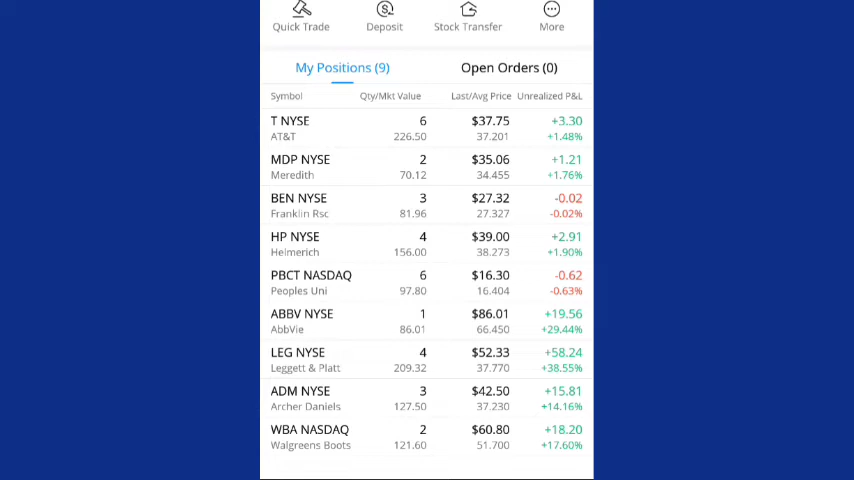 Quick Trade Deposit Stock Transfer More
My Positions (9) Open Orders (0)
Symbol Qty/Mkt Value Last/Avg Price Unrealized P&L
T NYSE 6 $37.75 +3.30
AT&T 226.50 37.201 +1.48%
MDP NYSE 2 $35.06 +1.21
Meredith 70.12 34.455 +1.76%
BEN NYSE 3 $27.32 -0.02
Franklin Rsc 81.96 27.327 -0.02%
HP NYSE 4 $39.00 +2.91
Helmerich 156.00 38.273 +1.90%
PBCT NASDAQ 6 $16.30 -0.62
Peoples Uni 97.80 16.404 -0.63%
ABBV NYSE 1 $86.01 +19.56
AbbVie 86.01 66.450 +29.44%
LEG NYSE 4 $52.33 +58.24
Leggett & Platt 209.32 37.770 +38.55%
ADM NYSE 3 $42.50 +15.81
Archer Daniels 127.50 37.230 +14.16%
WBA NASDAQ 2 $60.80 +18.20
Walgreens Boots 121.60 51.700 +17.60%